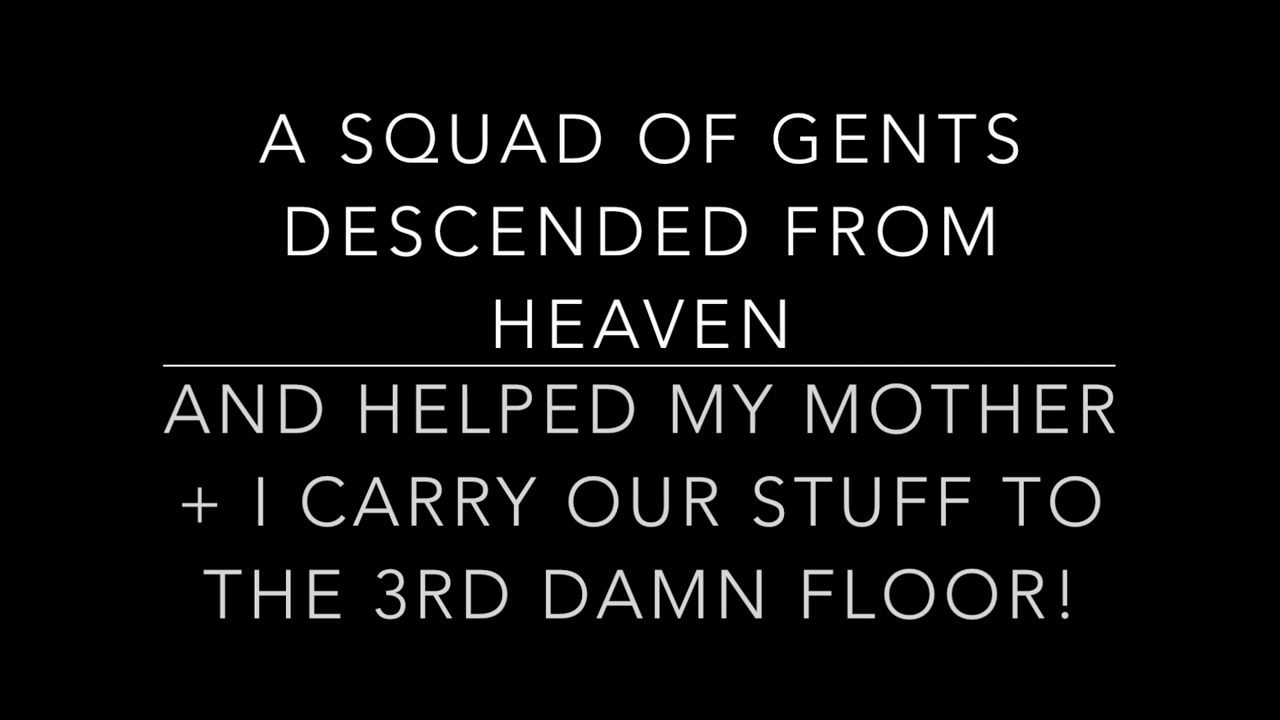 A SQUAD OF GENTS
DESCENDED FROM
HEAVEN
AND HELPED MY MOTHER
+ I CARRY OUR STUFF TO
THE 3RD DAMN FLOOR!